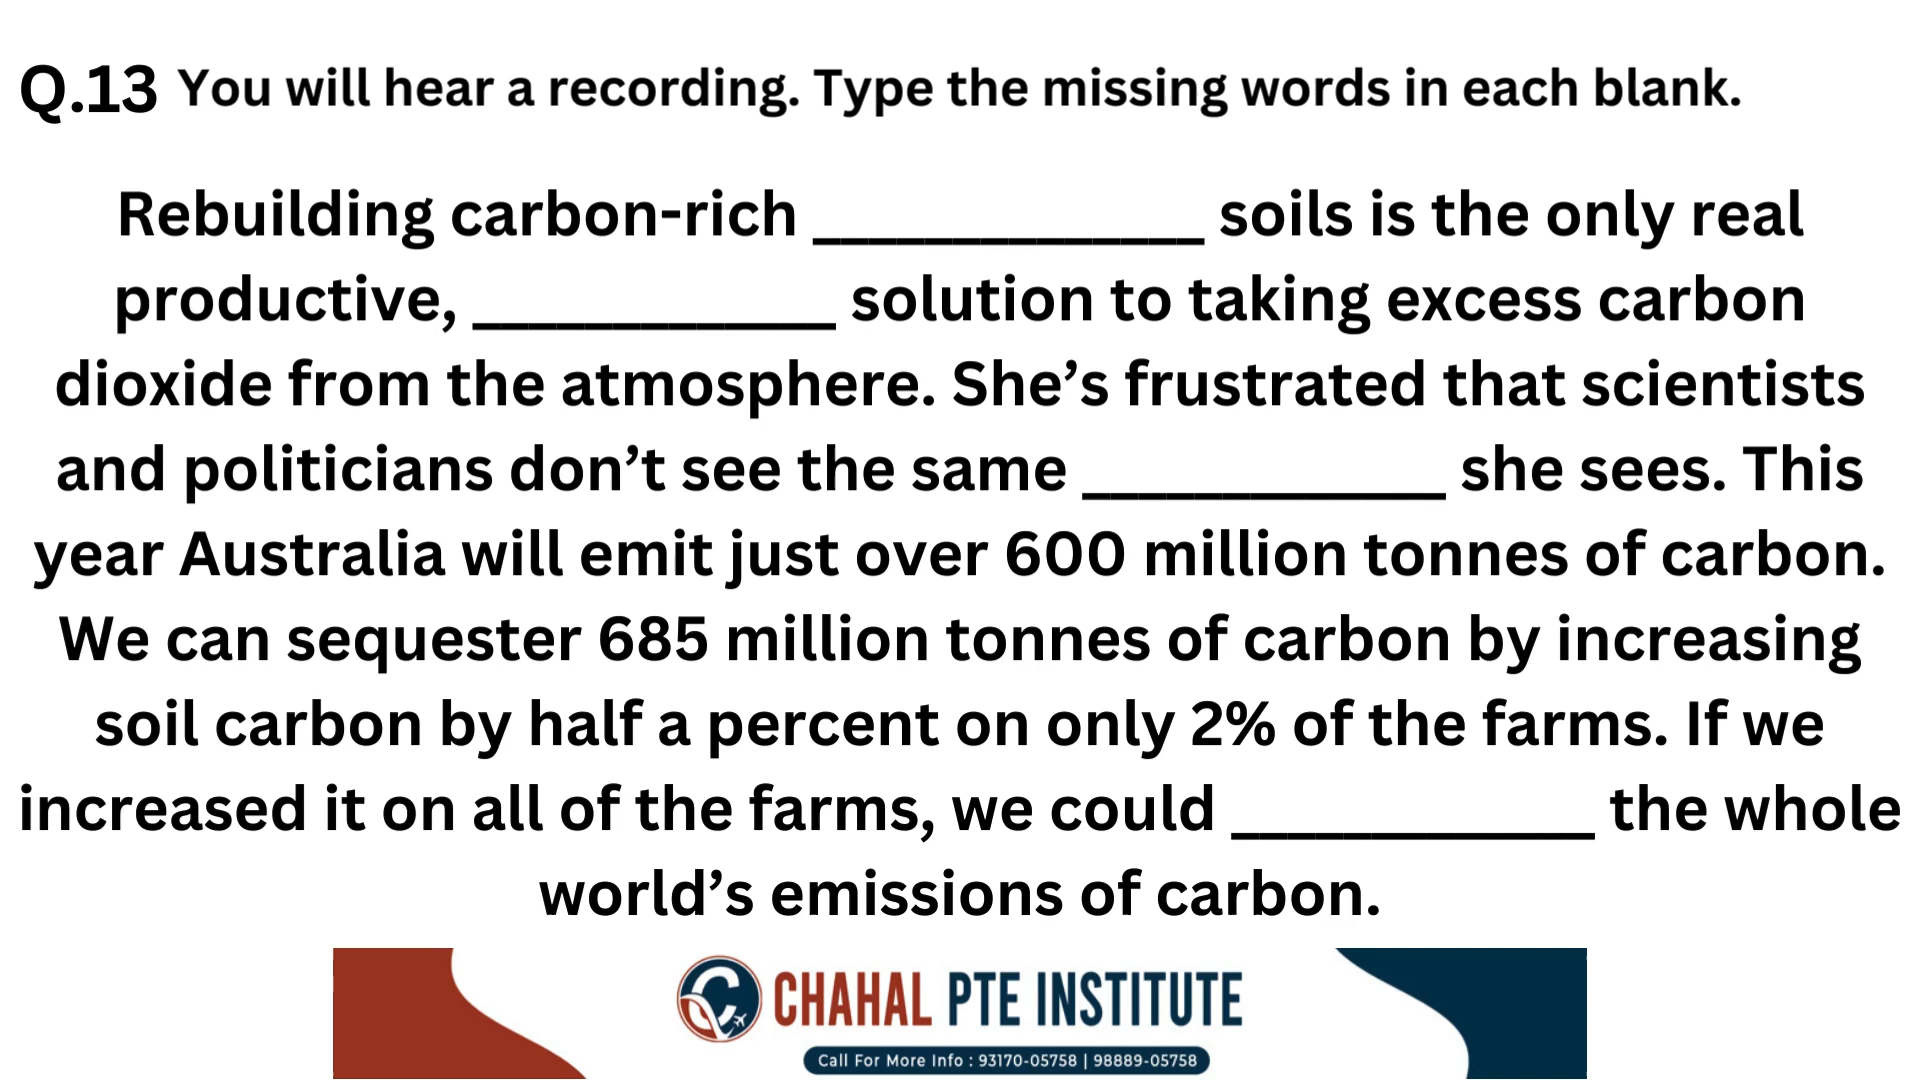 Q.13 You will hear a recording. Type the missing words in each blank.
Rebuilding carbon-rich ______________ soils is the only real
productive, _____________ solution to taking excess carbon
dioxide from the atmosphere. She’s frustrated that scientists
and politicians don’t see the same _____________ she sees. This
year Australia will emit just over 600 million tonnes of carbon.
We can sequester 685 million tonnes of carbon by increasing
soil carbon by half a percent on only 2% of the farms. If we
increased it on all of the farms, we could _____________ the whole
world’s emissions of carbon.
CHAHAL PTE INSTITUTE
Call For More Info : 93170-05758 | 98889-05758